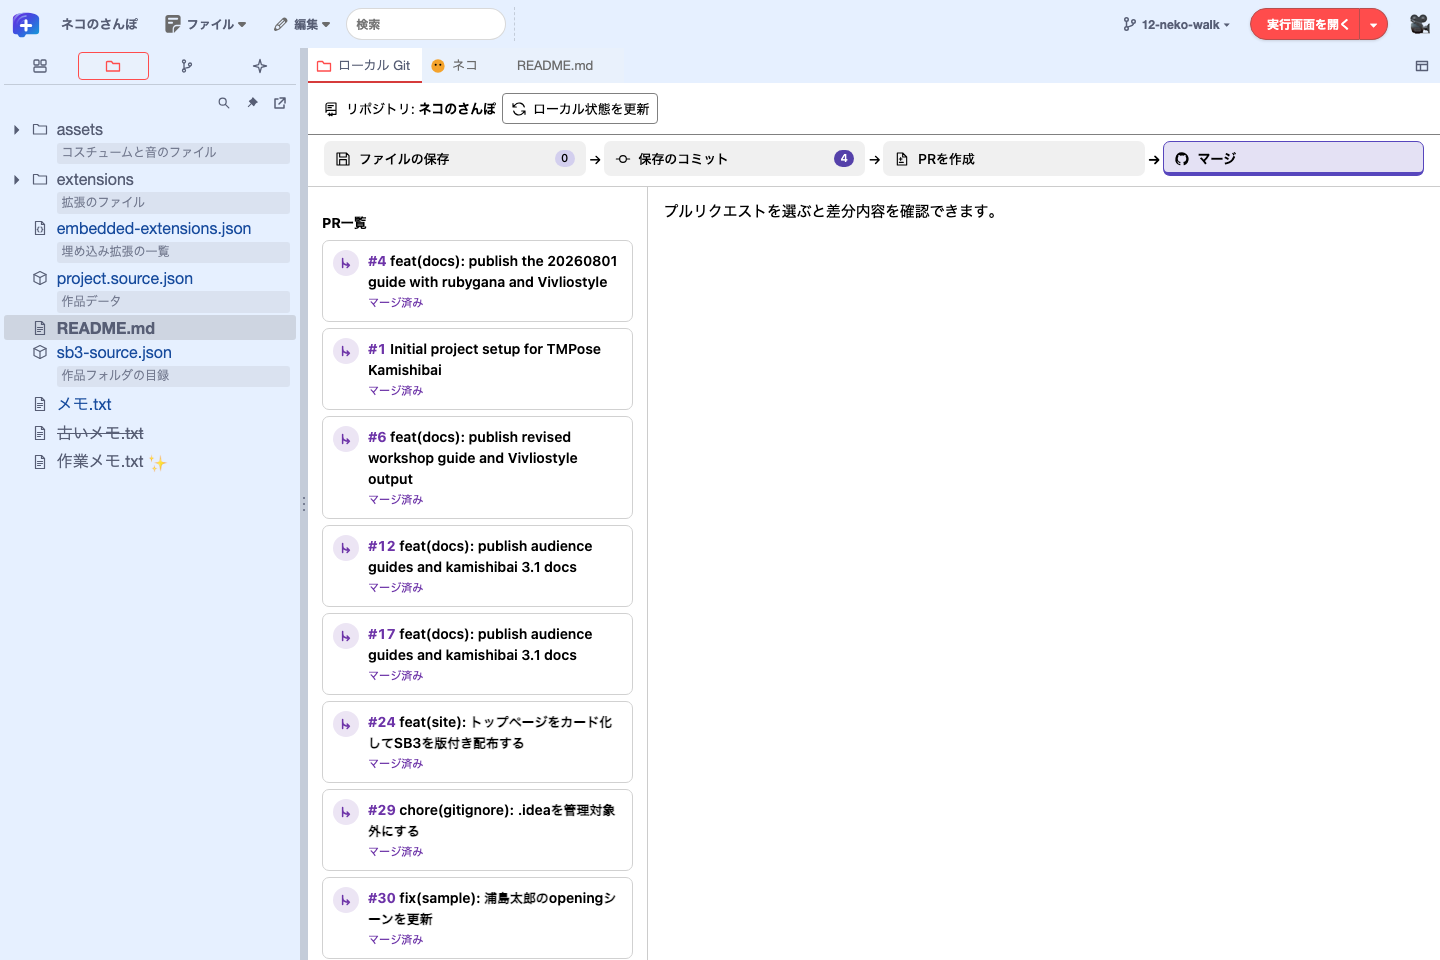 ネコのさんぽ
ファイル
編集
検索
12-neko-walk
実行画面を開く
ローカル Git
ネコ
README.md
assets
コスチュームと音のファイル
extensions
拡張のファイル
embedded-extensions.json
埋め込み拡張の一覧
project.source.json
作品データ
README.md
sb3-source.json
作品フォルダの目録
メモ.txt
古いメモ.txt
作業メモ.txt ✨
リポジトリ: ネコのさんぽ
ローカル状態を更新
ファイルの保存 0
保存のコミット 4
PRを作成
マージ
PR一覧
#4 feat(docs): publish the 20260801
guide with rubygana and Vivliostyle
マージ済み
#1 Initial project setup for TMPose
Kamishibai
マージ済み
#6 feat(docs): publish revised
workshop guide and Vivliostyle
output
マージ済み
#12 feat(docs): publish audience
guides and kamishibai 3.1 docs
マージ済み
#17 feat(docs): publish audience
guides and kamishibai 3.1 docs
マージ済み
#24 feat(site): トップページをカード化
してSB3を版付き配布する
マージ済み
#29 chore(gitignore): .ideaを管理対象
外にする
マージ済み
#30 fix(sample): 浦島太郎のopeningシ
ーンを更新
マージ済み
プルリクエストを選ぶと差分内容を確認できます。